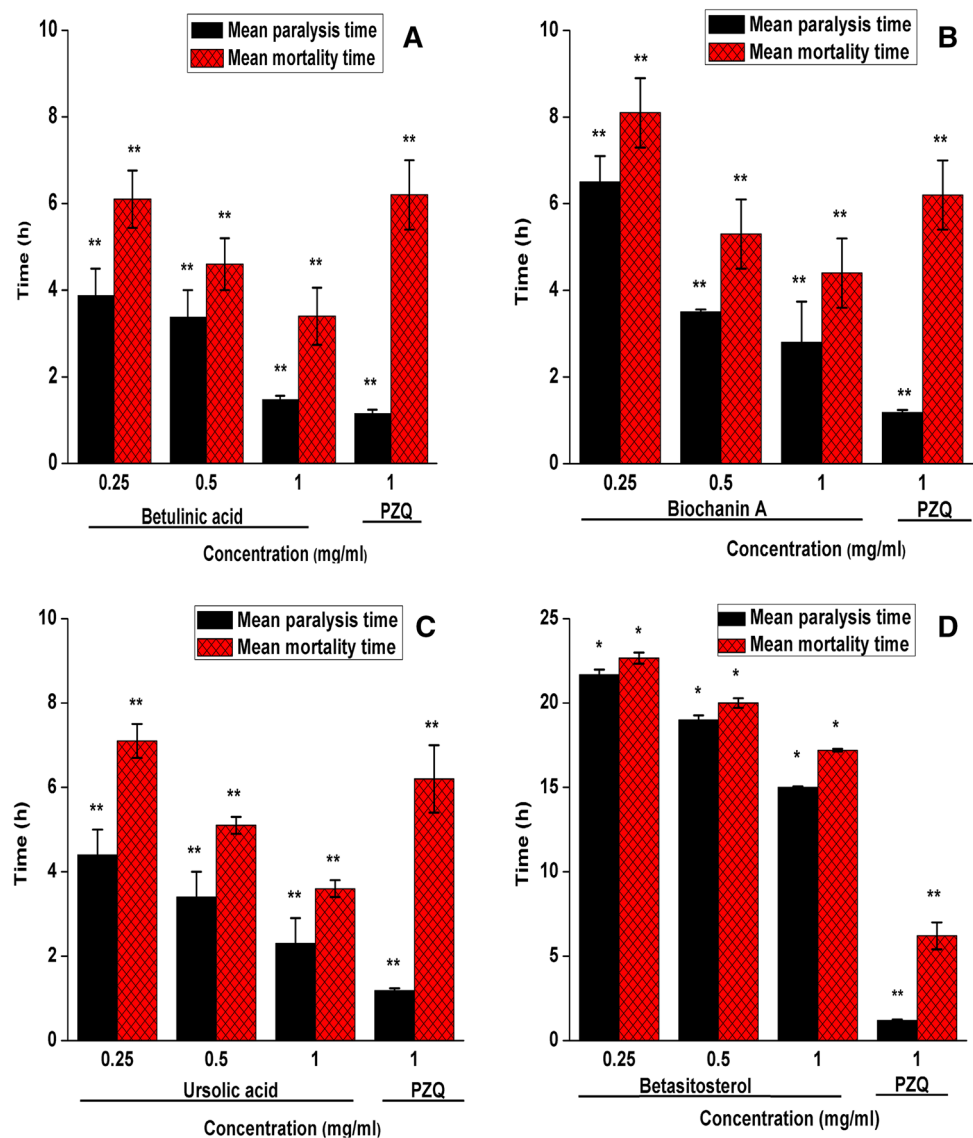 Mean paralysis time
Mean mortality time
A
10
8
6
4
2
0
Time (h)
**
**
**
**
**
**
**
**
0.25 0.5 1 1
Betulinic acid PZQ
Concentration (mg/ml)
Mean paralysis time
Mean mortality time
B
10
8
6
4
2
0
Time (h)
**
**
**
**
**
**
**
**
0.25 0.5 1 1
Biochanin A PZQ
Concentration (mg/ml)
Mean paralysis time
Mean mortality time
C
10
8
6
4
2
0
Time (h)
**
**
**
**
**
**
**
**
0.25 0.5 1 1
Ursolic acid PZQ
Concentration (mg/ml)
Mean paralysis time
Mean mortality time
D
25
20
15
10
5
0
Time (h)
*
*
*
*
*
*
**
**
0.25 0.5 1 1
Betasitosterol PZQ
Concentration (mg/ml)